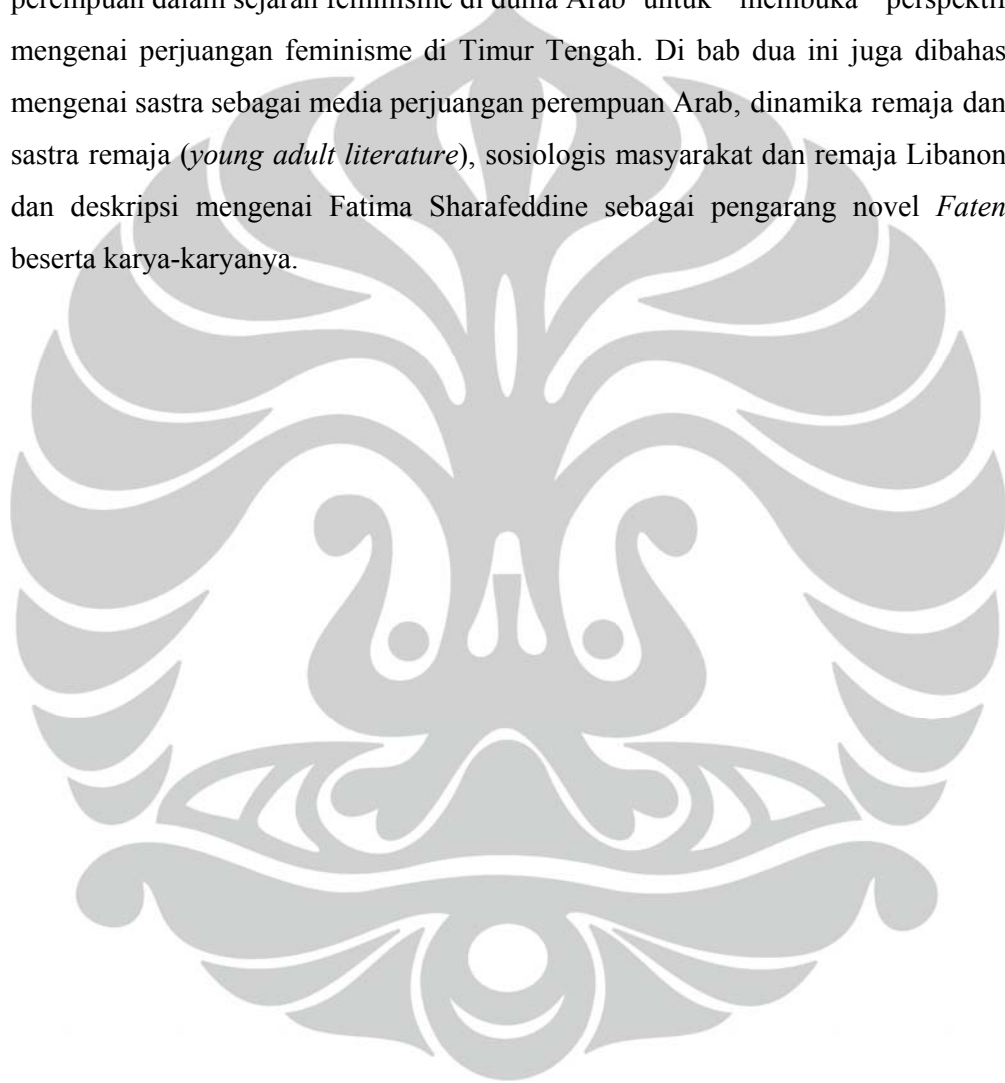 perempuan dalam sejarah feminisme di dunia Arab untuk membuka perspektif
mengenai perjuangan feminisme di Timur Tengah. Di bab dua ini juga dibahas
mengenai sastra sebagai media perjuangan perempuan Arab, dinamika remaja dan
sastra remaja (young adult literature), sosiologis masyarakat dan remaja Libanon
dan deskripsi mengenai Fatima Sharafeddine sebagai pengarang novel Faten
beserta karya-karyanya.